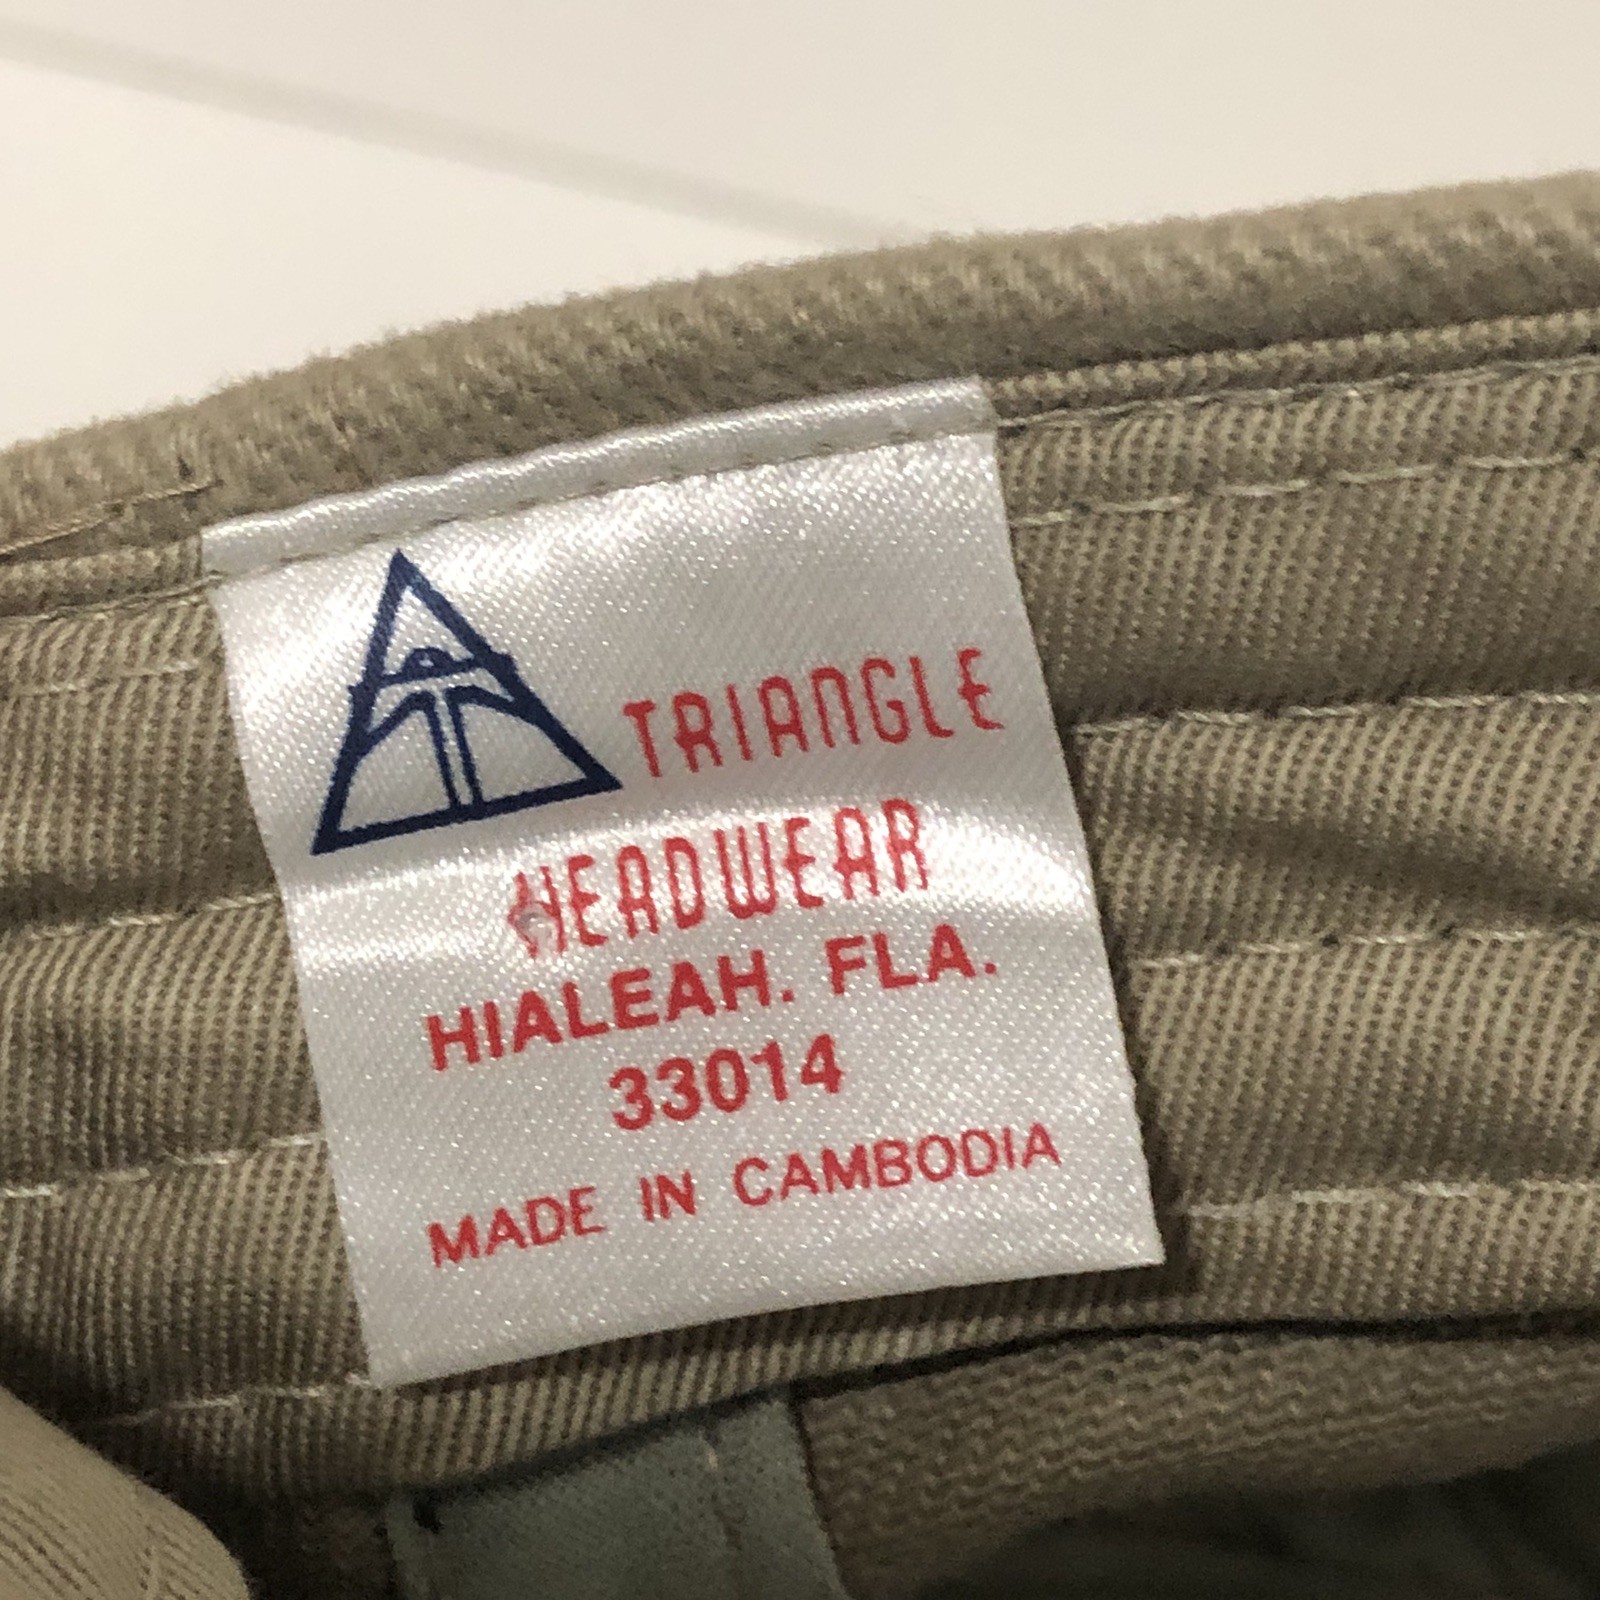 TRIANGLE
HEADWEAR
HIALEAH. FLA.
33014
MADE IN CAMBODIA